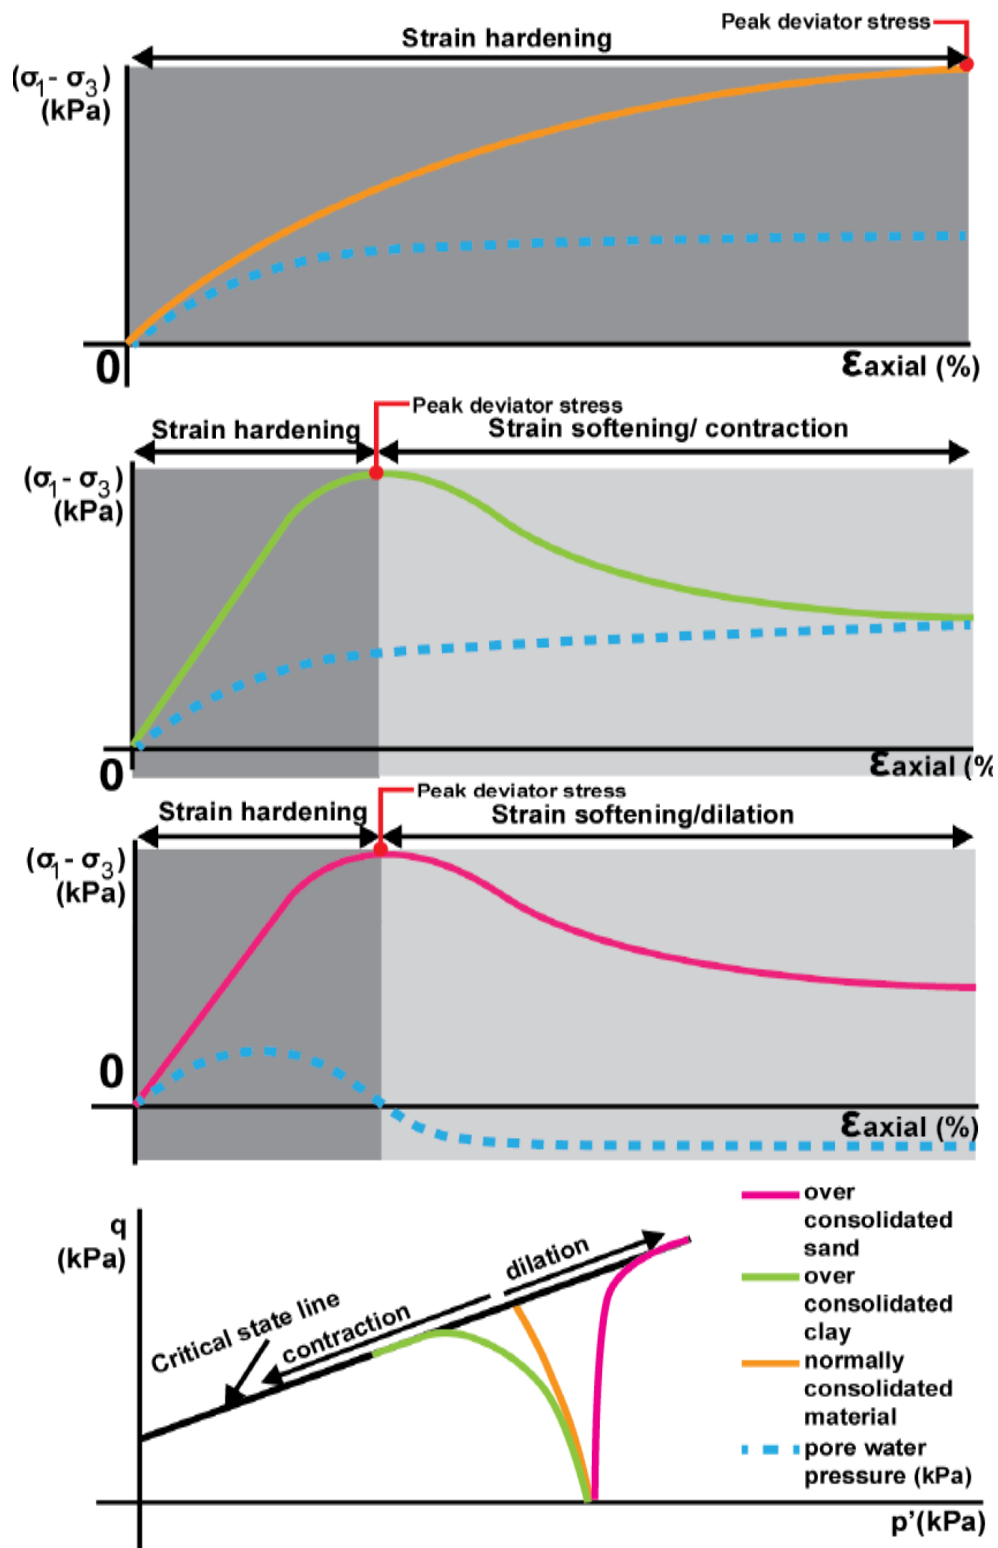 Peak deviator stress
Strain hardening
(σ1 - σ3)
(kPa)
0
εaxial (%)
Peak deviator stress
Strain hardening
Strain softening/ contraction
(σ1 - σ3)
(kPa)
0
εaxial (%
Peak deviator stress
Strain hardening
Strain softening/dilation
(σ1 - σ3)
(kPa)
0
εaxial (%)
q
(kPa)
dilation
contraction
Critical state line
over
consolidated
sand
over
consolidated
clay
normally
consolidated
material
pore water
pressure (kPa)
p'(kPa)